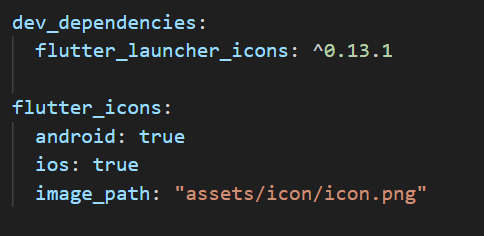 dev_dependencies:
  flutter_launcher_icons: ^0.13.1
flutter_icons:
  android: true
  ios: true
  image_path: "assets/icon/icon.png"